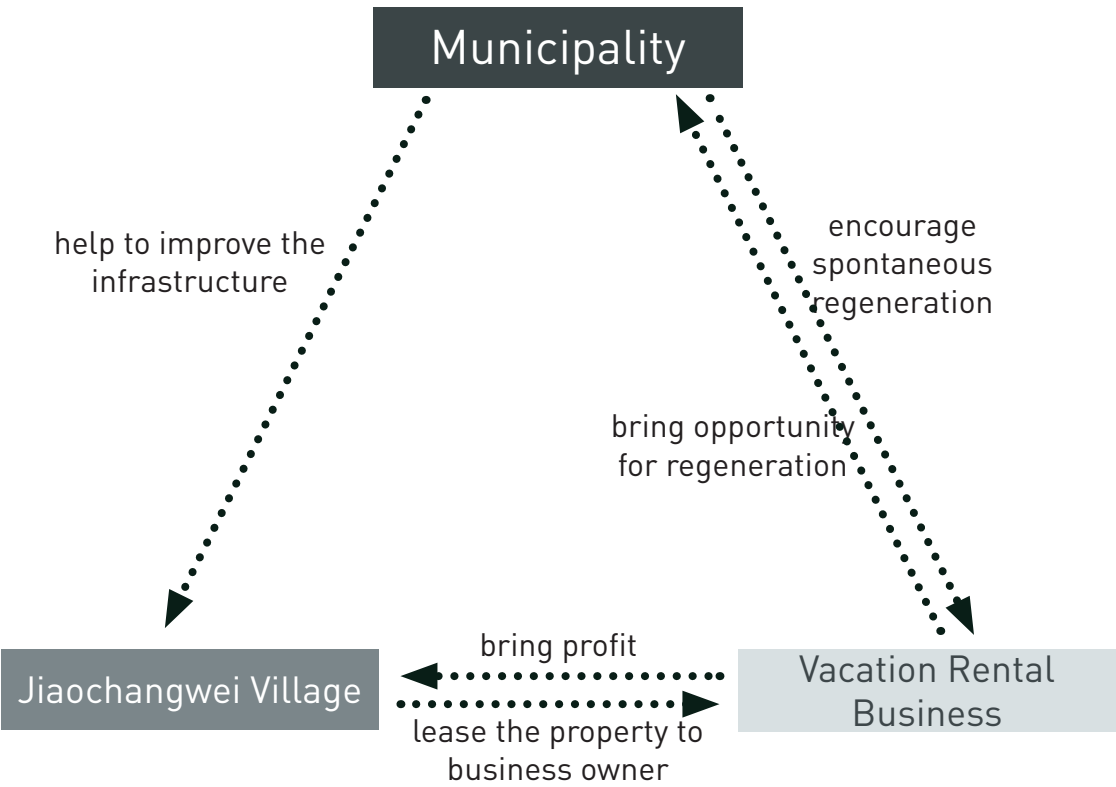 Municipality
help to improve the
infrastructure
encourage
spontaneous
regeneration
bring opportunity
for regeneration
bring profit
Jiaochangwei Village
Vacation Rental
Business
lease the property to
business owner